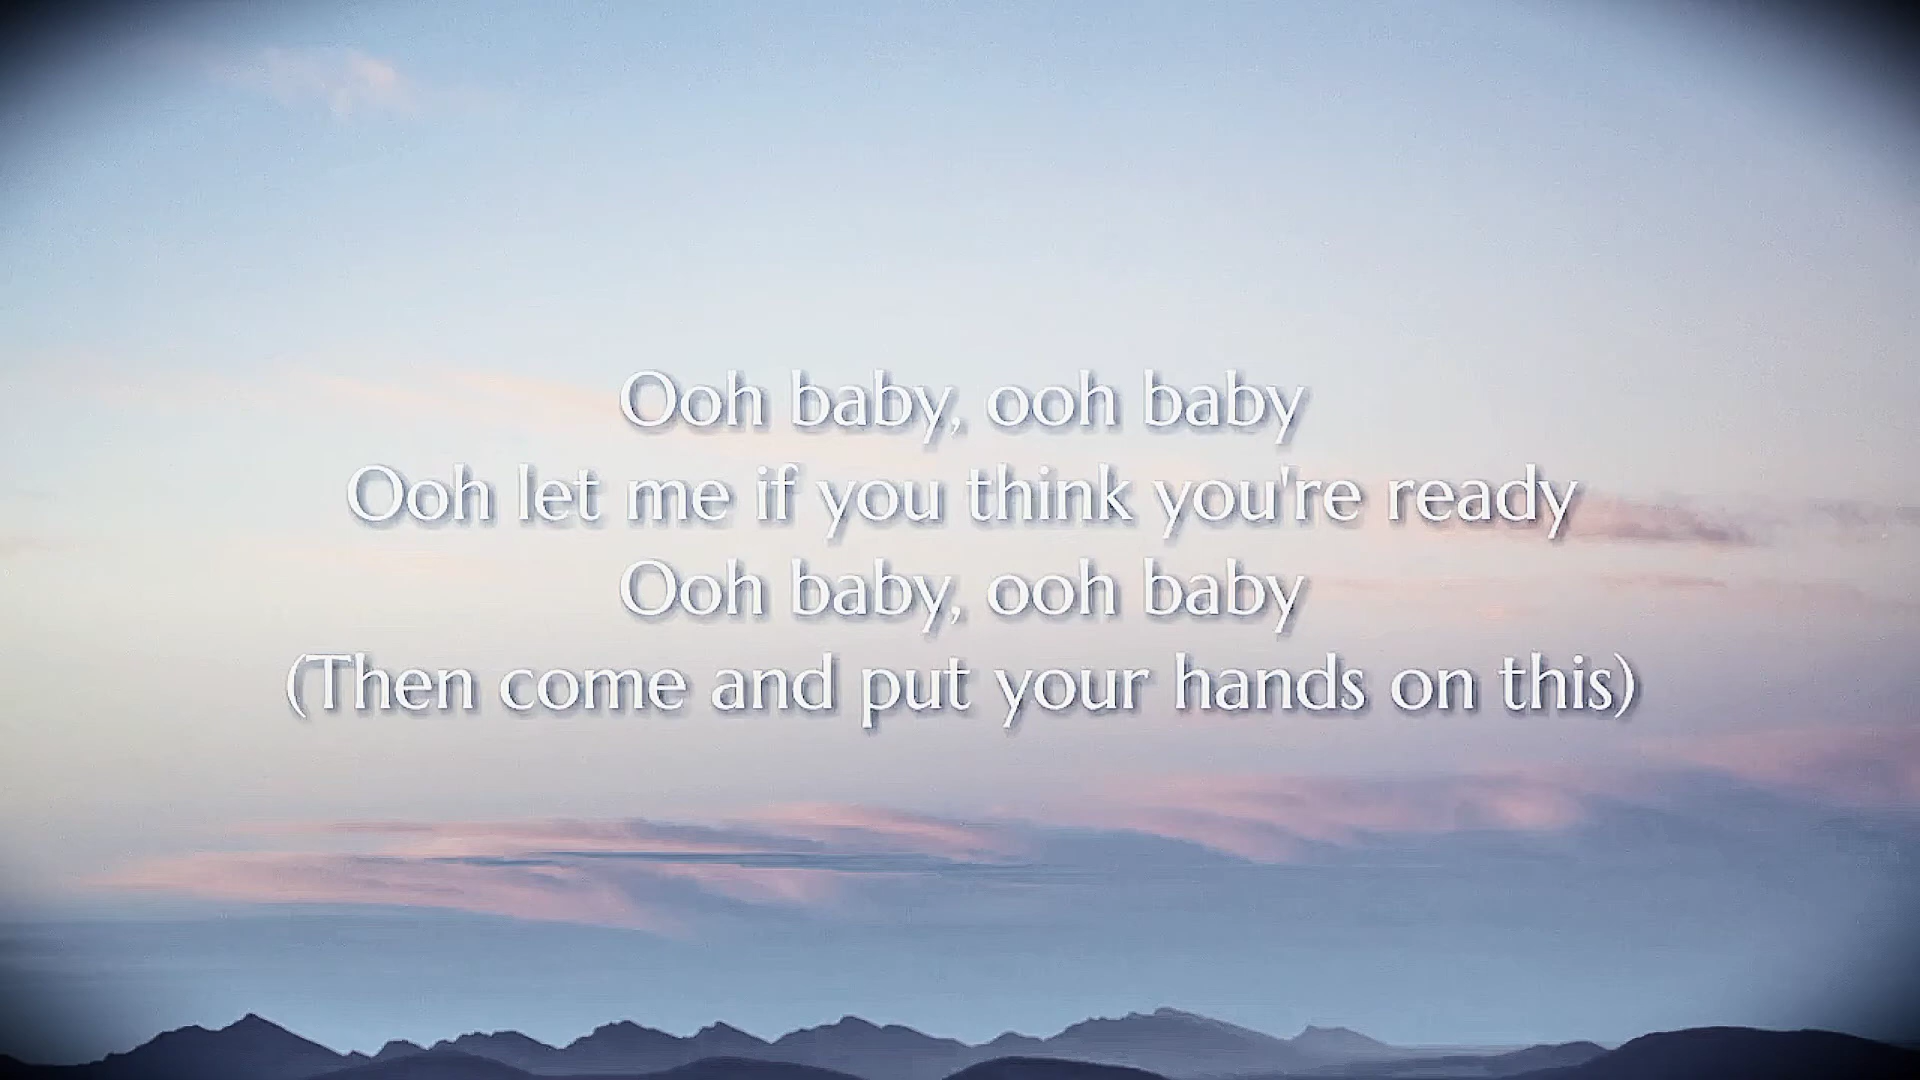 Ooh baby, ooh baby
Ooh let me if you think you're ready
Ooh baby, ooh baby
(Then come and put your hands on this)